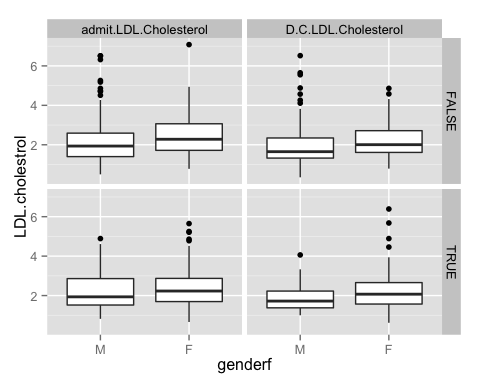 admit.LDL.Cholesterol D.C.LDL.Cholesterol
6
4
2
FALSE
6
4
2
TRUE
LDL.cholestrol
M F M F
genderf